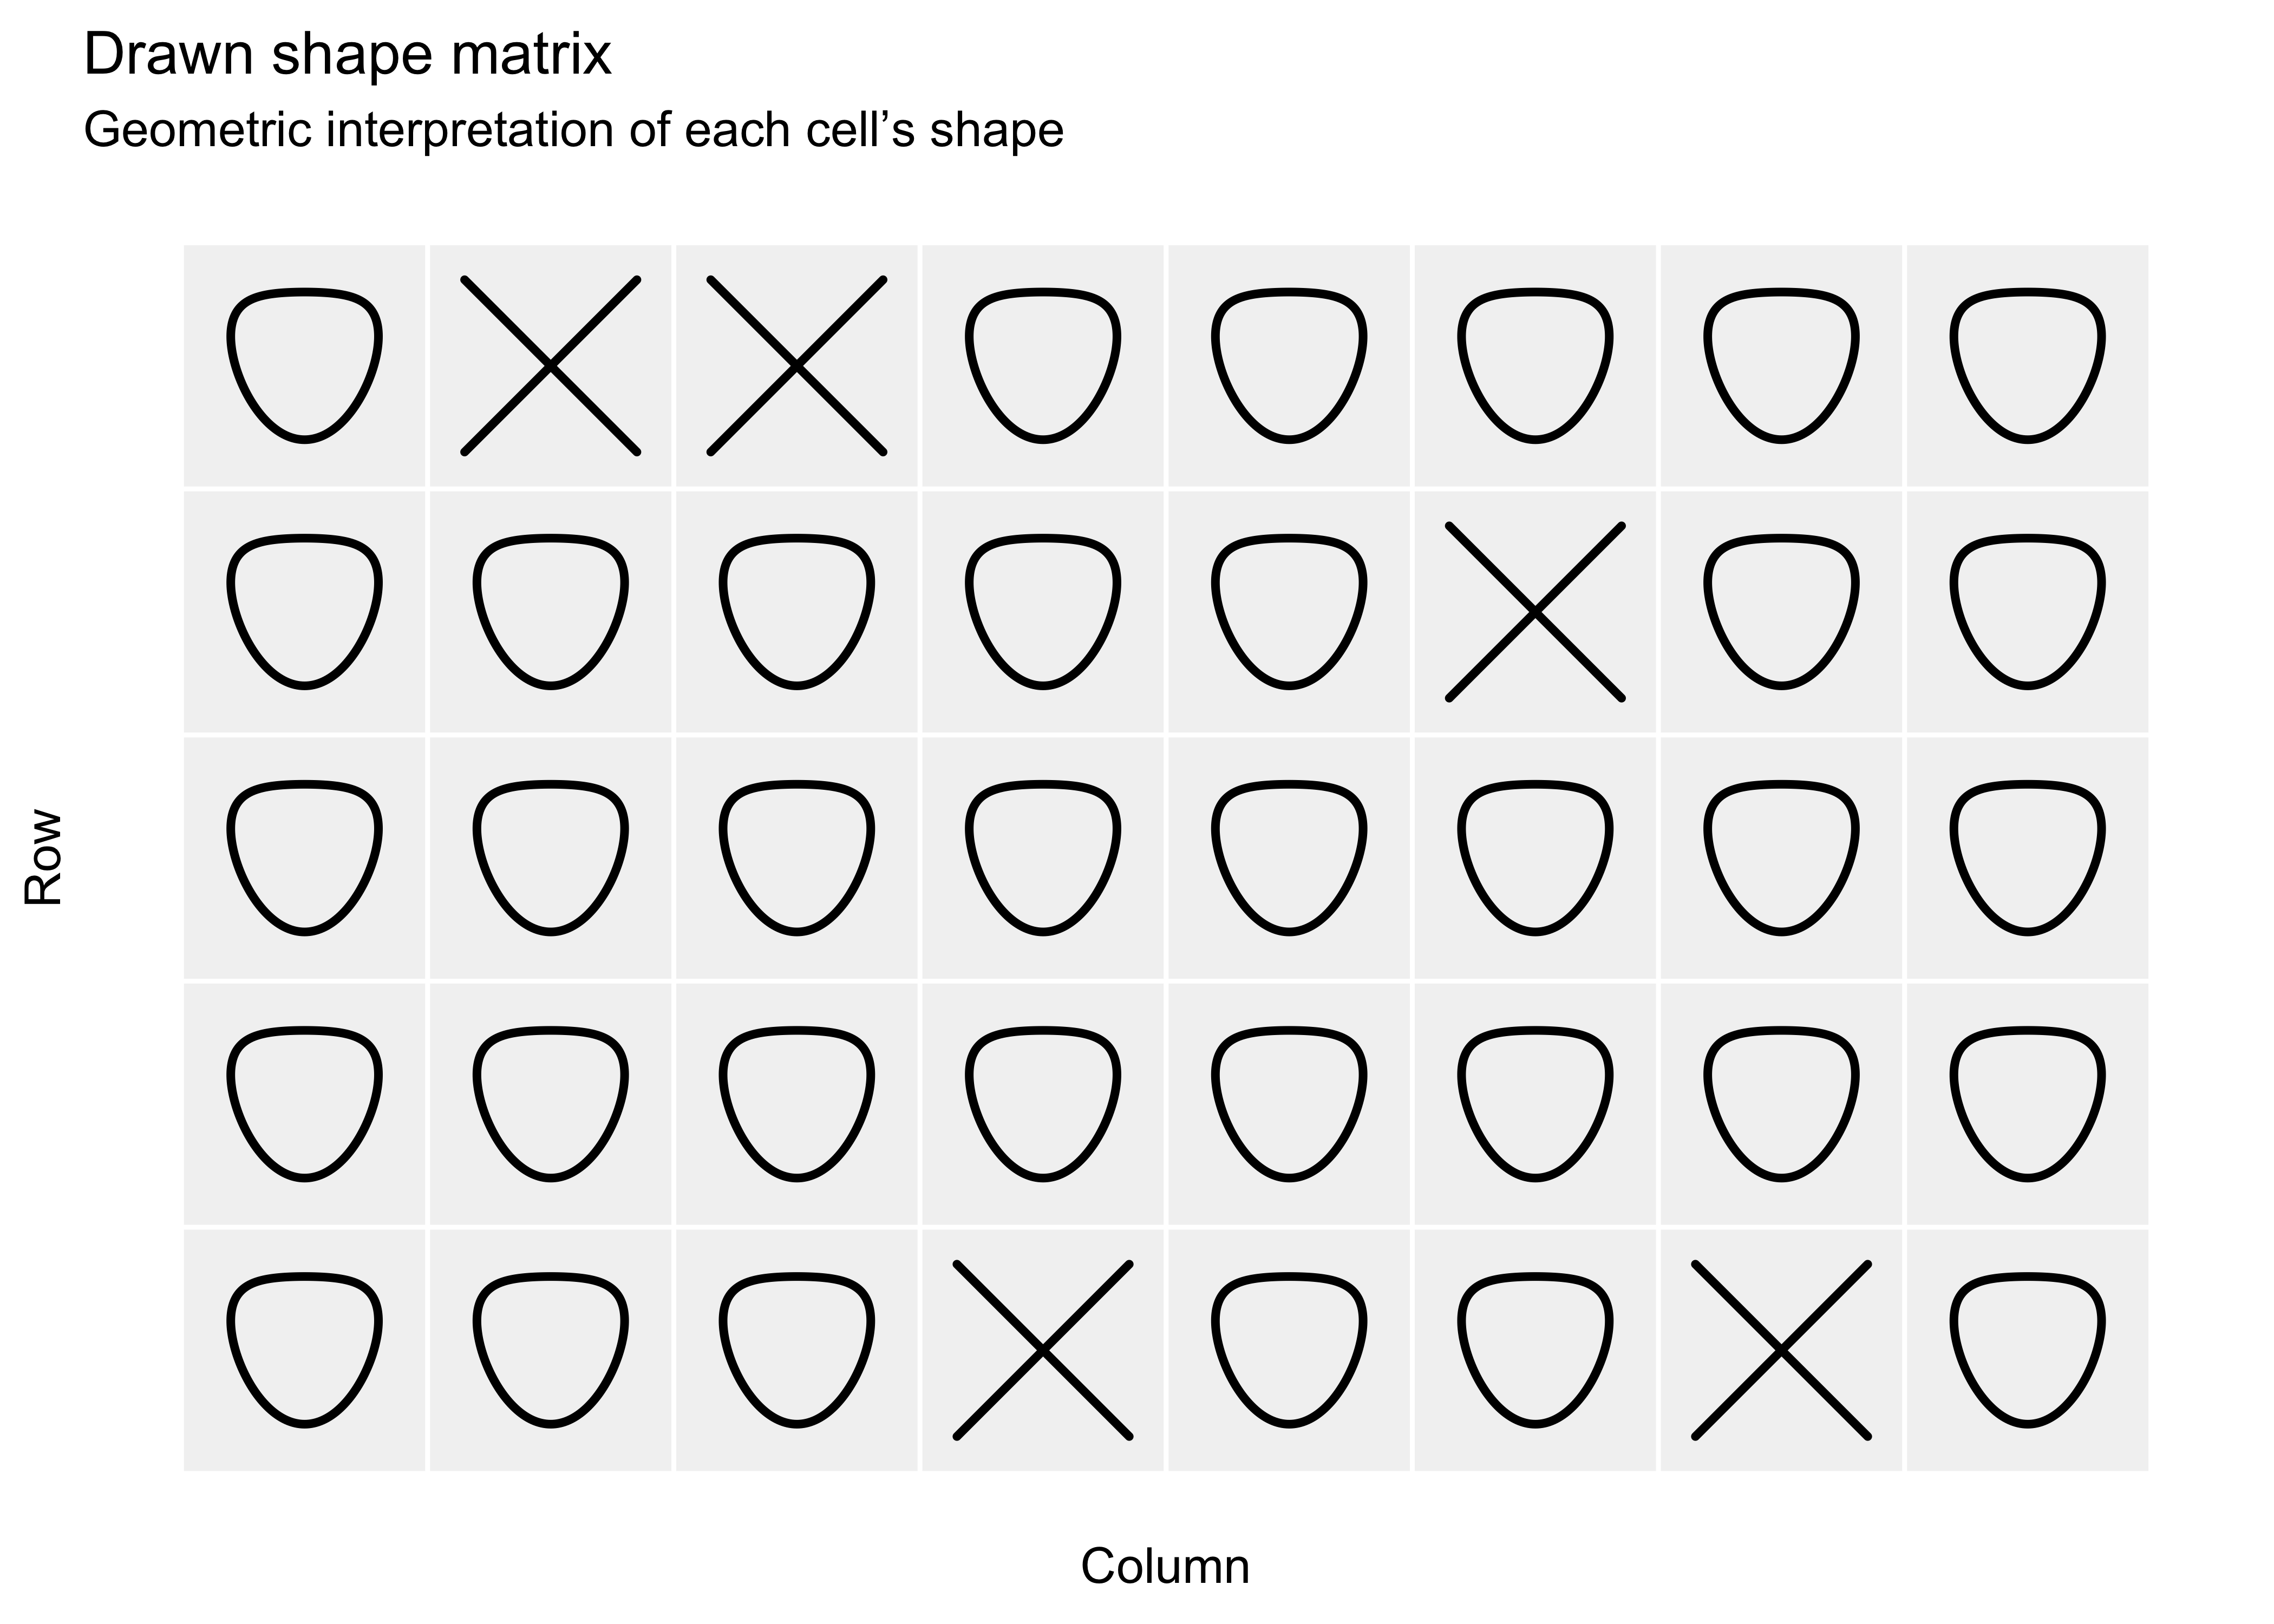 Drawn shape matrix
Geometric interpretation of each cell’s shape
Row
Column